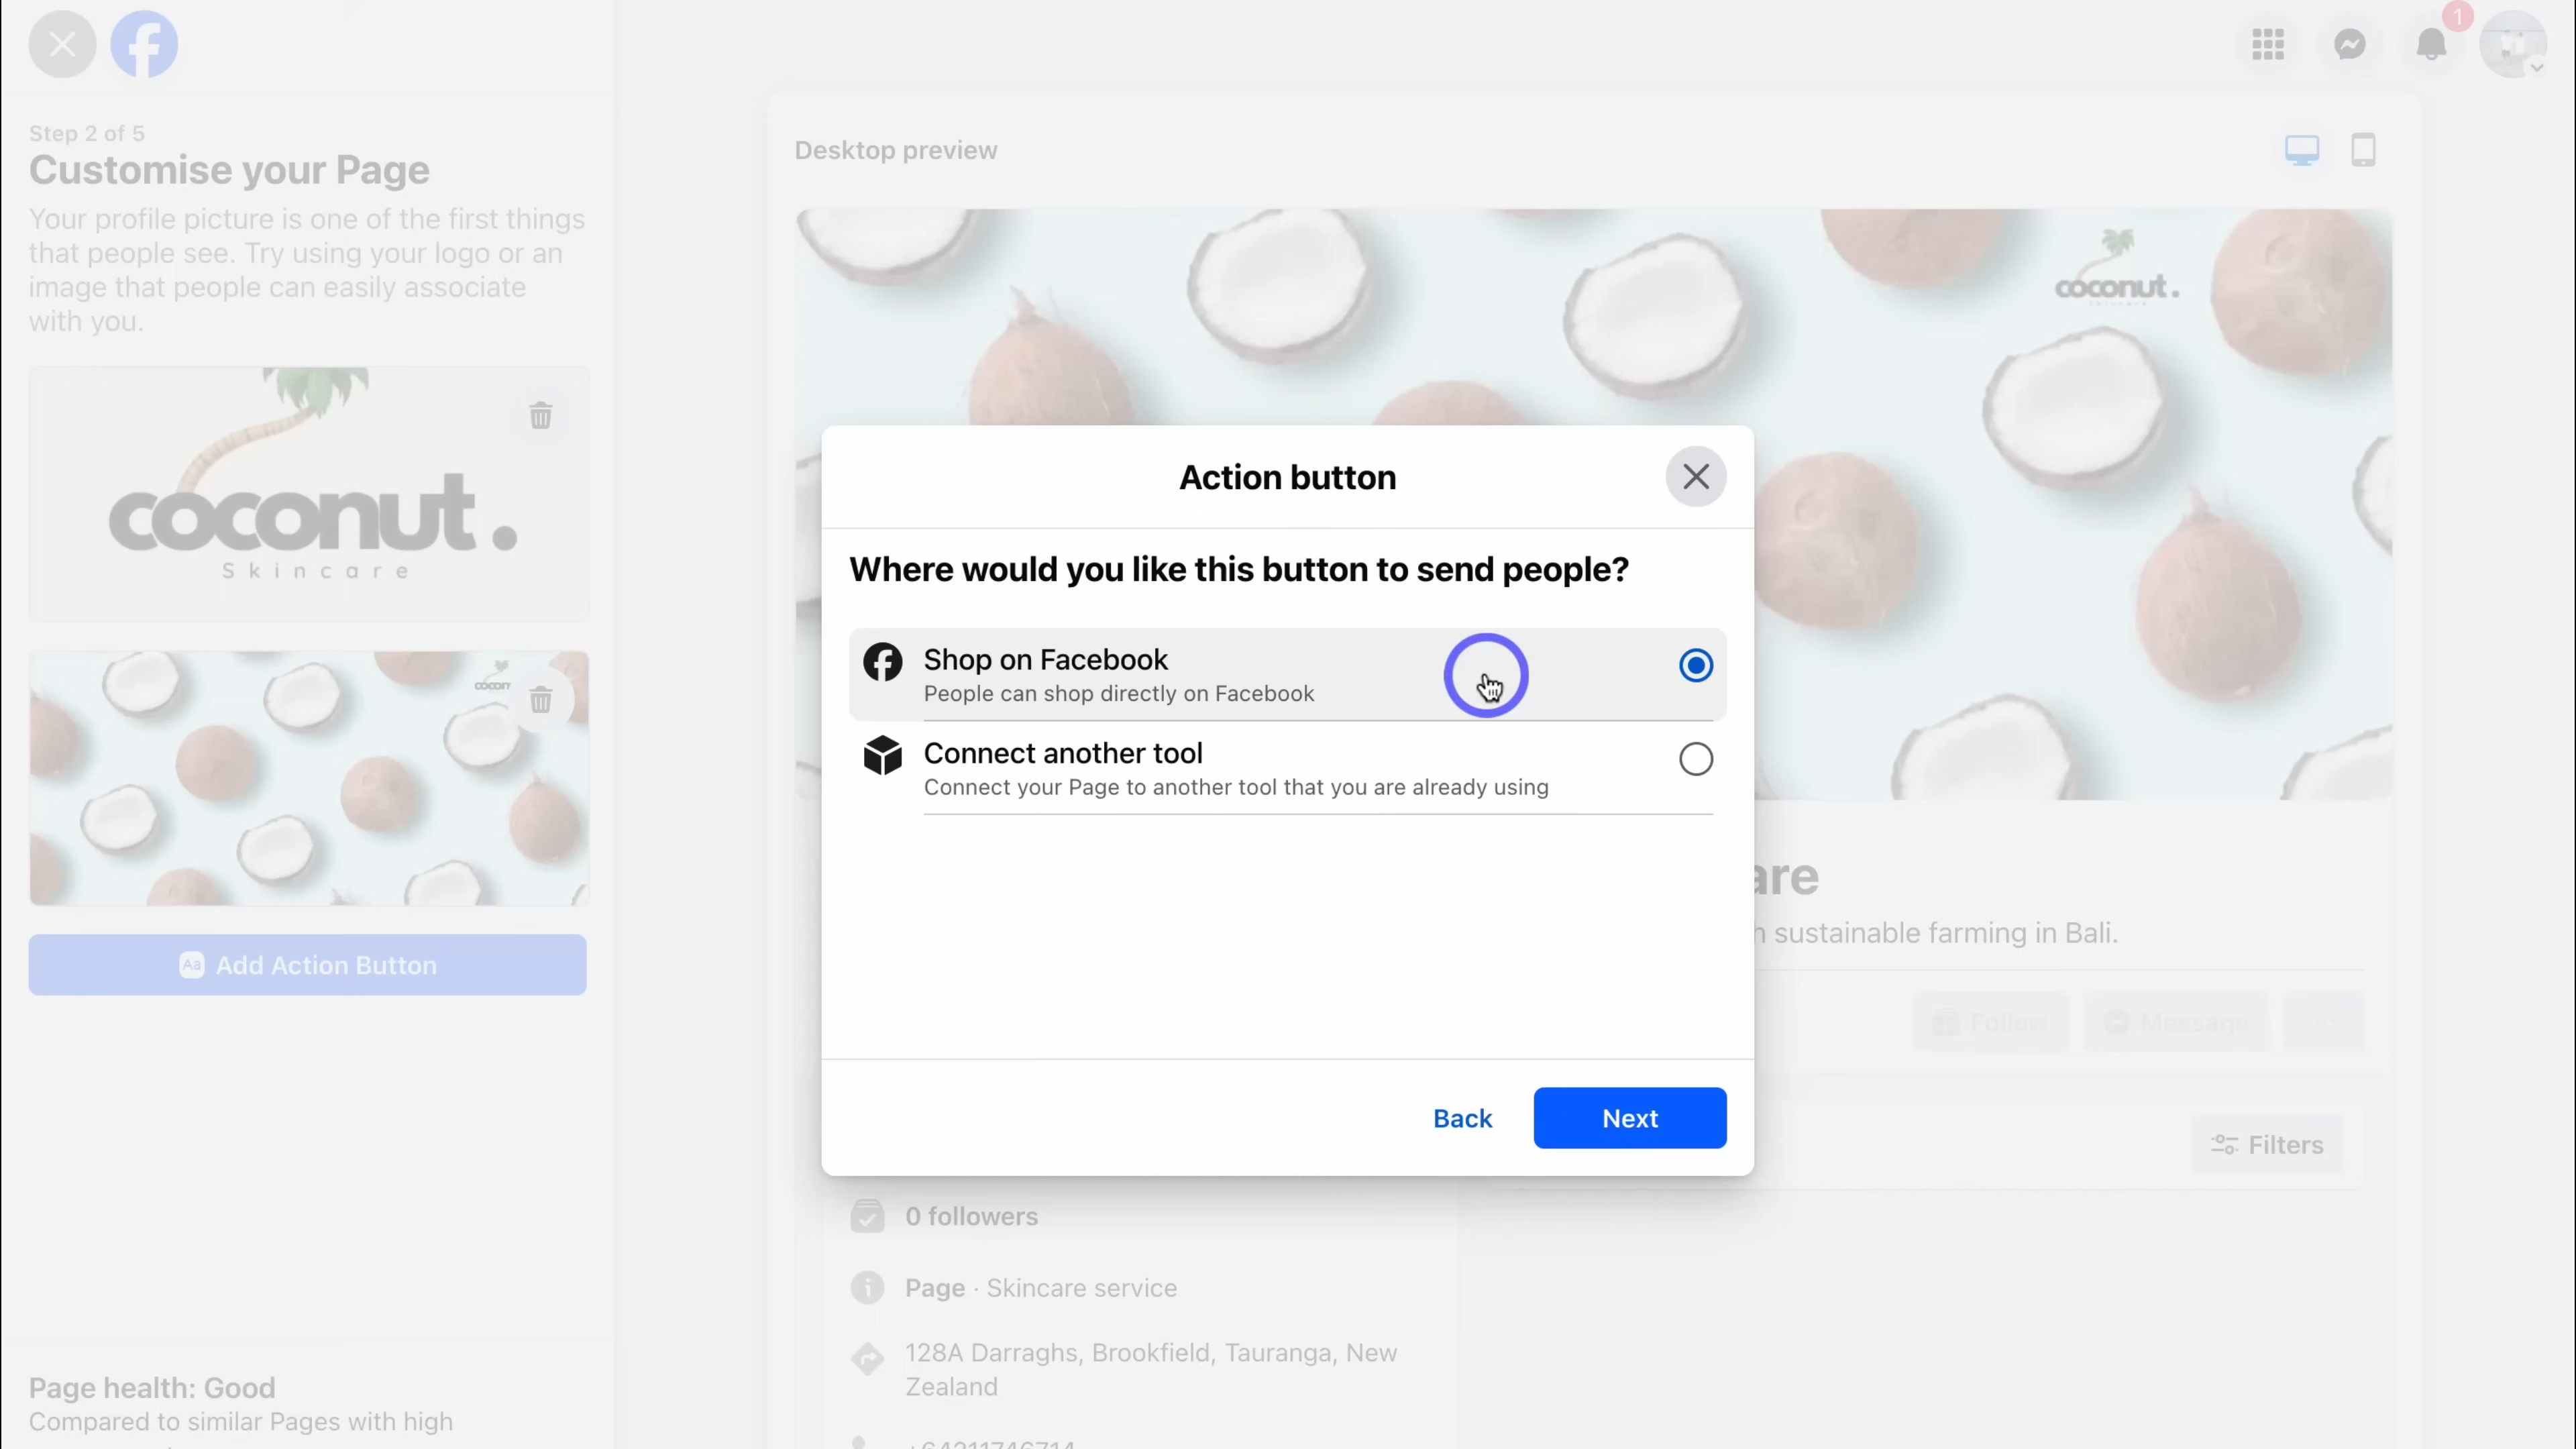 1
Step 2 of 5
Customise your Page
Your profile picture is one of the first things
that people see. Try using your logo or an
image that people can easily associate
with you.
coconut.
Skincare
Aa Add Action Button
Page health: Good
Compared to similar Pages with high
Desktop preview
coconut.
Action button
Where would you like this button to send people?
Shop on Facebook
People can shop directly on Facebook
Connect another tool
Connect your Page to another tool that you are already using
Back
Next
are
sustainable farming in Bali.
Follow
Message
Filters
0 followers
Page · Skincare service
128A Darraghs, Brookfield, Tauranga, New
Zealand